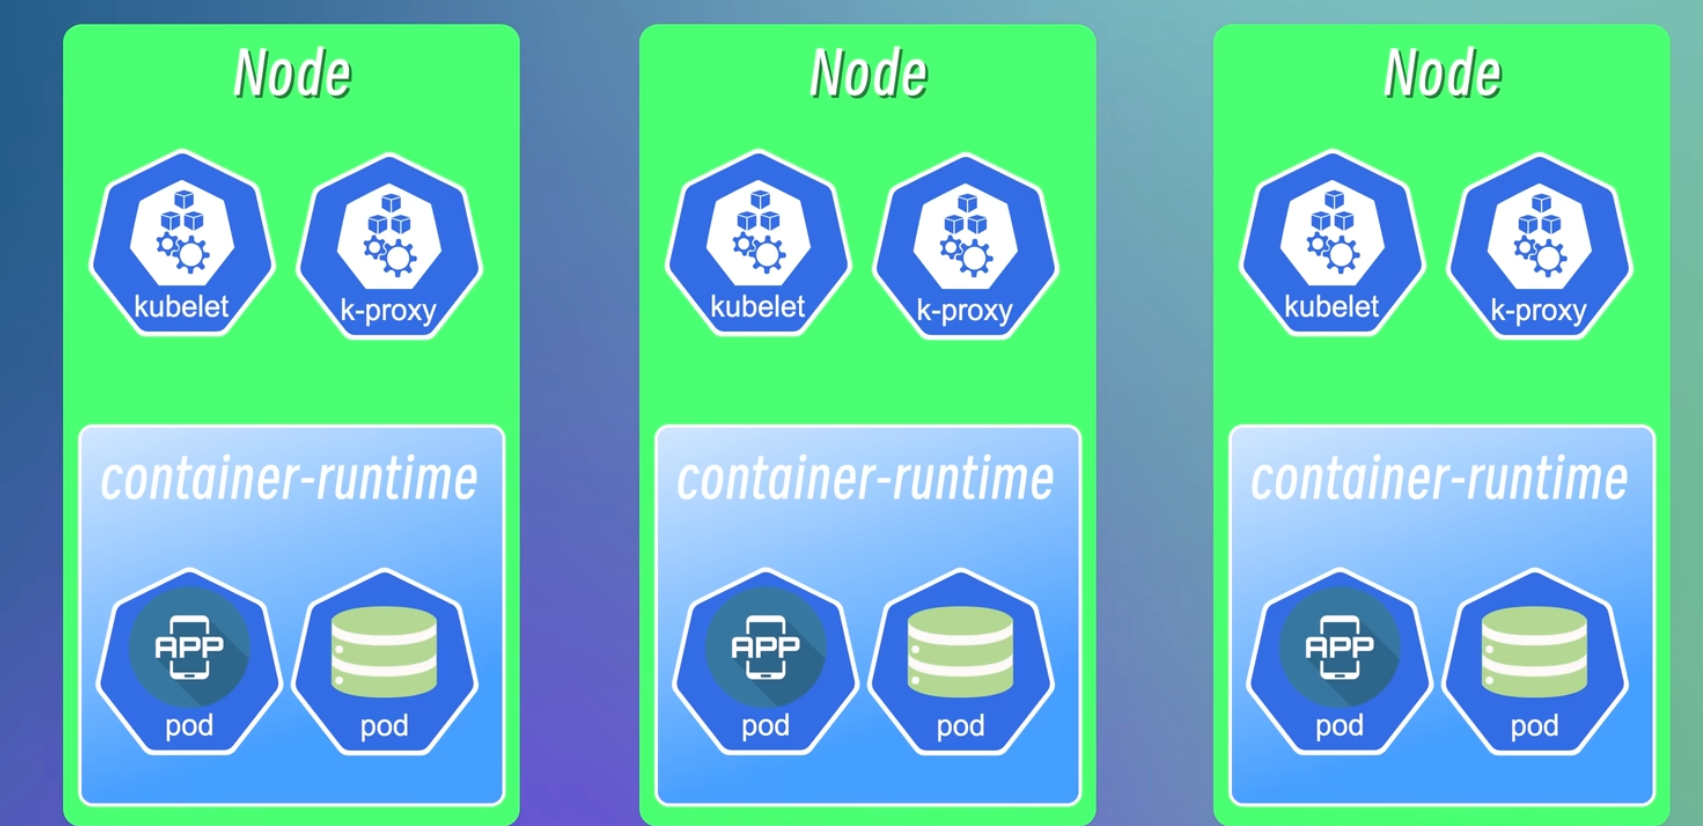 Node
kubelet
k-proxy
container-runtime
APP
pod
pod
Node
kubelet
k-proxy
container-runtime
APP
pod
pod
Node
kubelet
k-proxy
container-runtime
APP
pod
pod